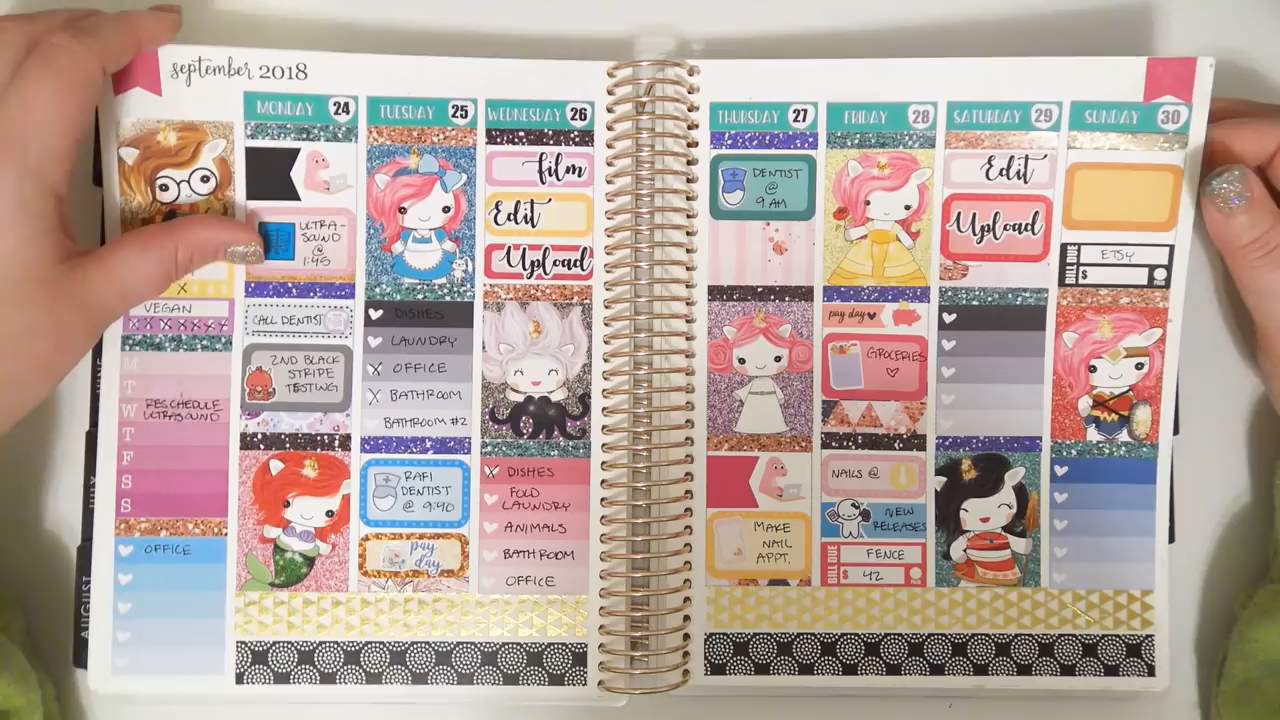 september 2018
VEGAN
M
T
W
RESCHEDULE
ULTRASOUND
T
F
S
S
OFFICE
JULY
AUGUST
MONDAY 24
ULTRA-
SOUND
@
1:45
CALL DENTIST
2ND BLACK
STRIPE
TESTING
TUESDAY 25
DISHES
LAUNDRY
OFFICE
BATHROOM
BATHROOM #2
RAFI
DENTIST
@ 9:40
pay
day
WEDNESDAY 26
film
Edit
Upload
DISHES
FOLD
LAUNDRY
ANIMALS
BATHROOM
OFFICE
THURSDAY 27
DENTIST
@
9 AM
MAKE
NAIL
APPT.
FRIDAY 28
pay day
GROCERIES
NAILS @
NEW
RELEASES
BILL DUE
FENCE
$ 42
SATURDAY 29
Edit
Upload
SUNDAY 30
BILL DUE
ETSY
$